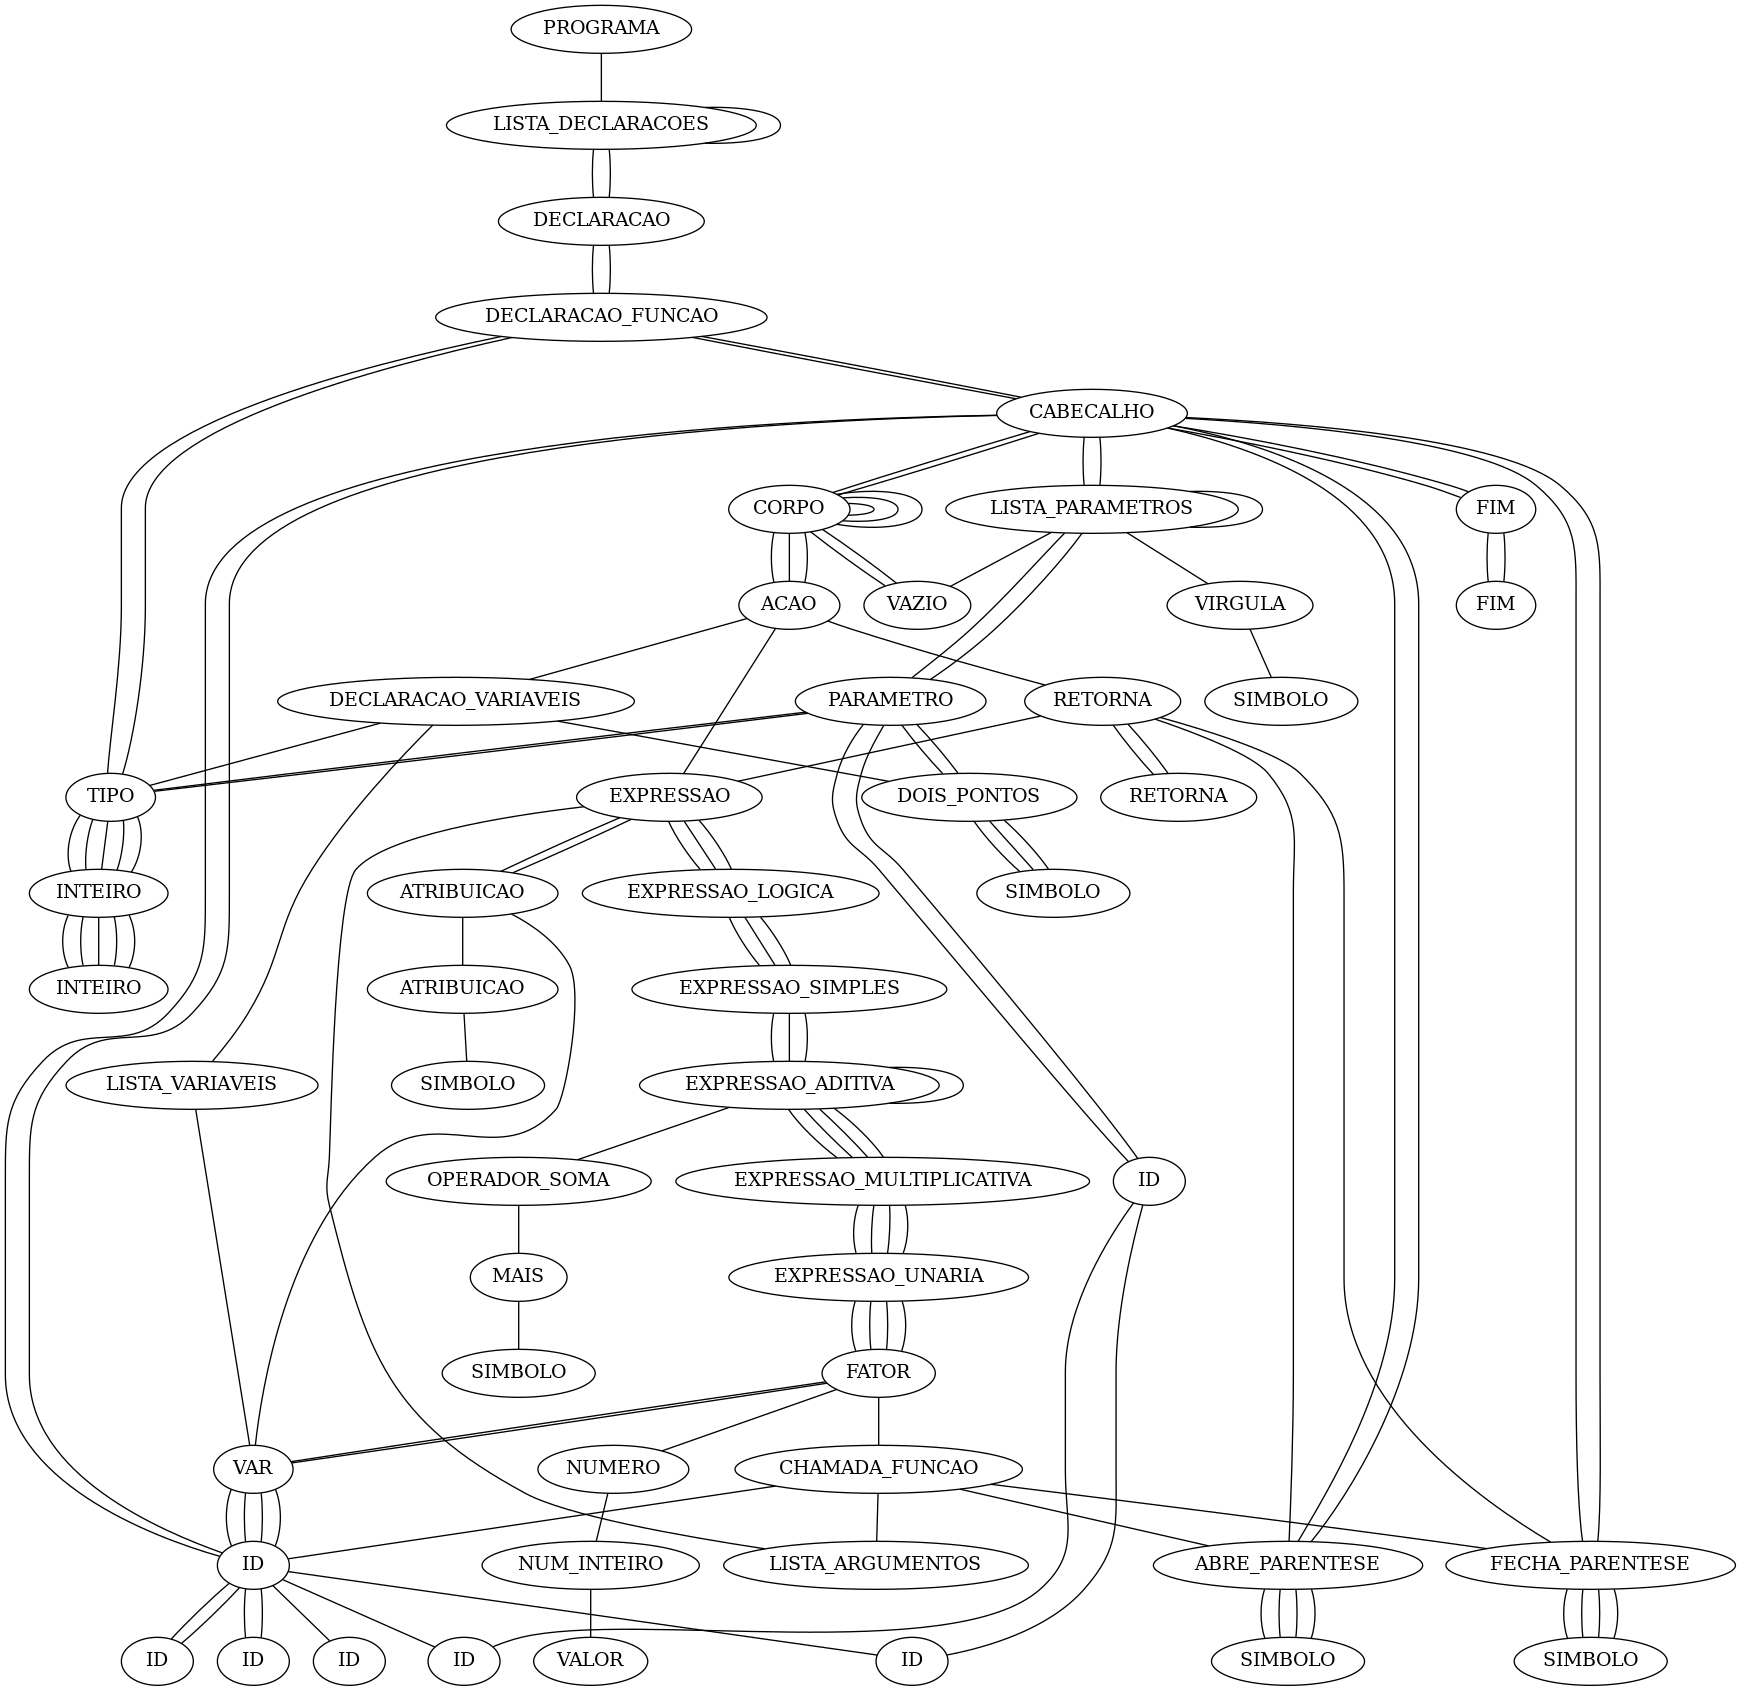 PROGRAMA
LISTA_DECLARACOES
DECLARACAO
DECLARACAO_FUNCAO
CABECALHO
CORPO
LISTA_PARAMETROS
FIM
ACAO
VAZIO
VIRGULA
FIM
DECLARACAO_VARIAVEIS
PARAMETRO
RETORNA
SIMBOLO
TIPO
EXPRESSAO
DOIS_PONTOS
RETORNA
INTEIRO
ATRIBUICAO
EXPRESSAO_LOGICA
SIMBOLO
INTEIRO
ATRIBUICAO
EXPRESSAO_SIMPLES
LISTA_VARIAVEIS
SIMBOLO
EXPRESSAO_ADITIVA
OPERADOR_SOMA
EXPRESSAO_MULTIPLICATIVA
ID
MAIS
EXPRESSAO_UNARIA
SIMBOLO
FATOR
VAR
NUMERO
CHAMADA_FUNCAO
ID
NUM_INTEIRO
LISTA_ARGUMENTOS
ABRE_PARENTESE
FECHA_PARENTESE
ID
ID
ID
ID
VALOR
ID
SIMBOLO
SIMBOLO